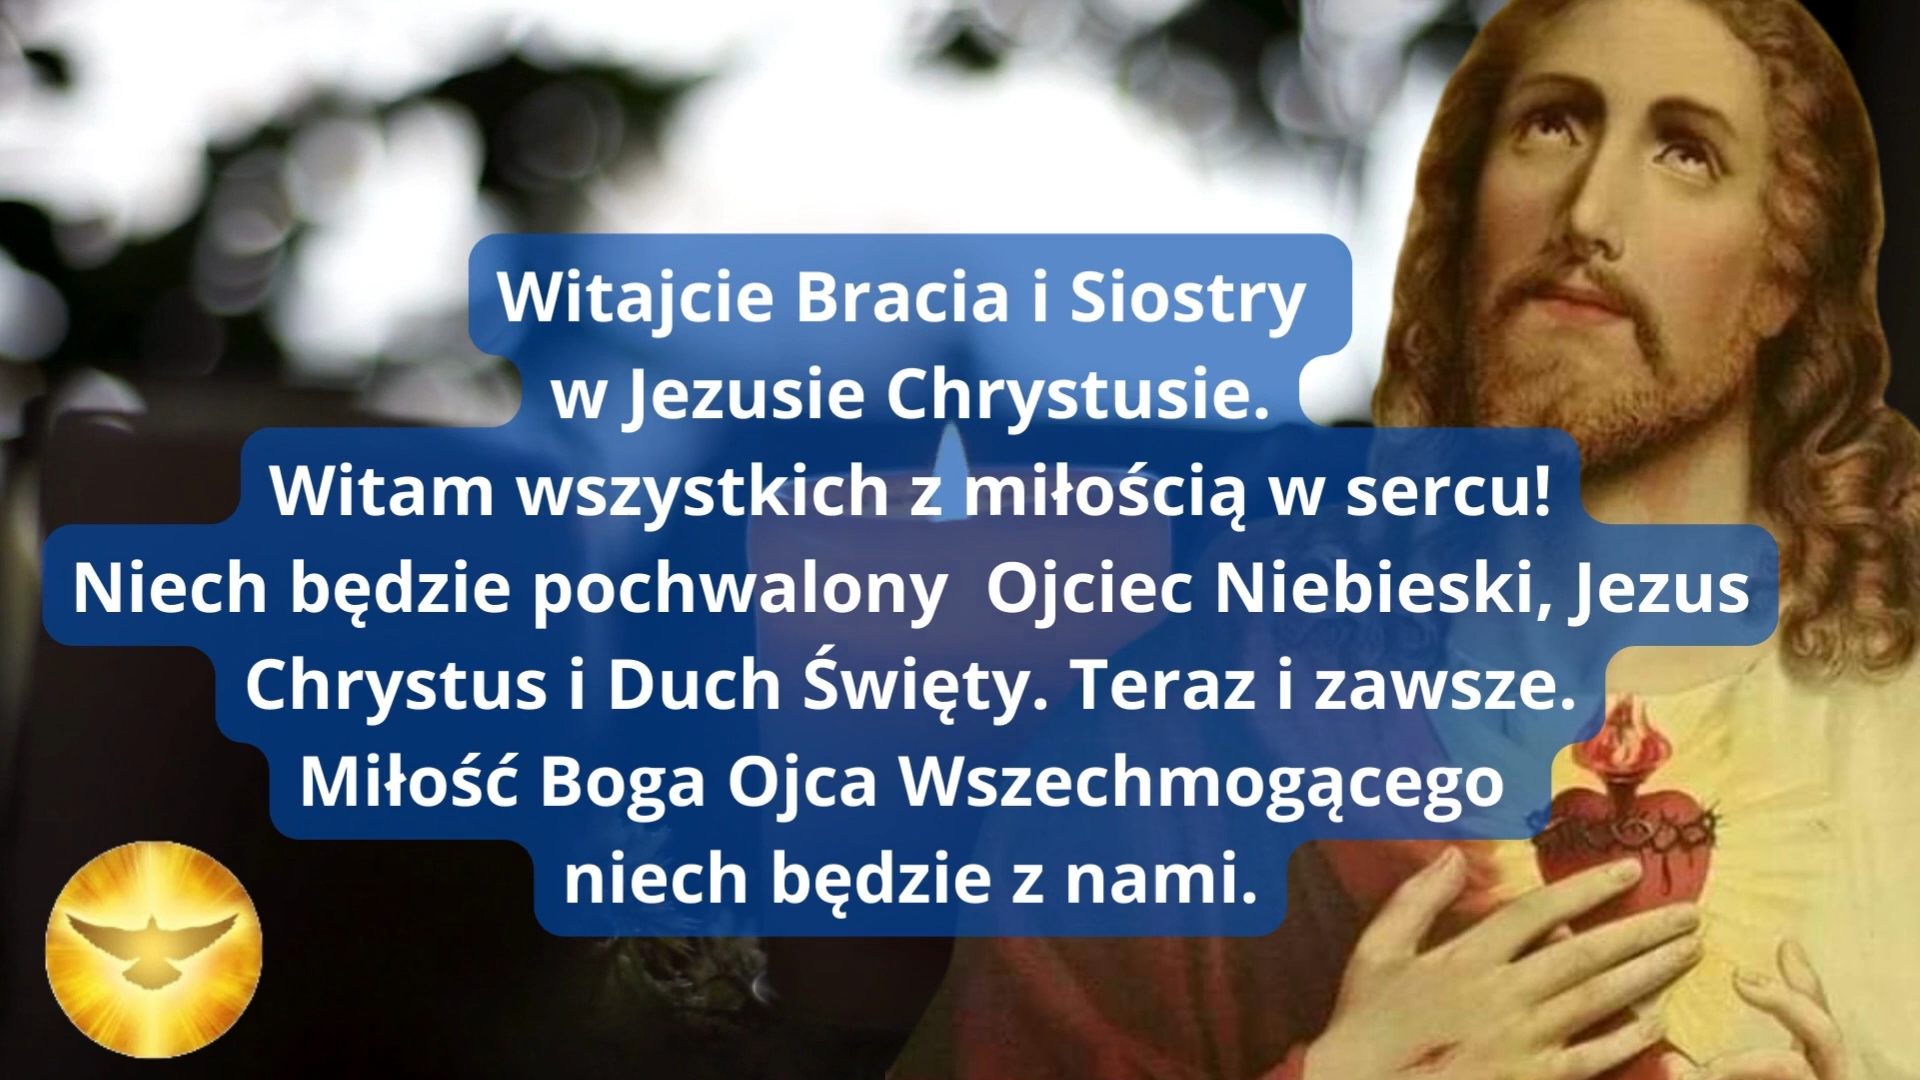 Witajcie Bracia i Siostry
w Jezusie Chrystusie.
Witam wszystkich z miłością w sercu!
Niech będzie pochwalony Ojciec Niebieski, Jezus
Chrystus i Duch Święty. Teraz i zawsze.
Miłość Boga Ojca Wszechmogącego
niech będzie z nami.